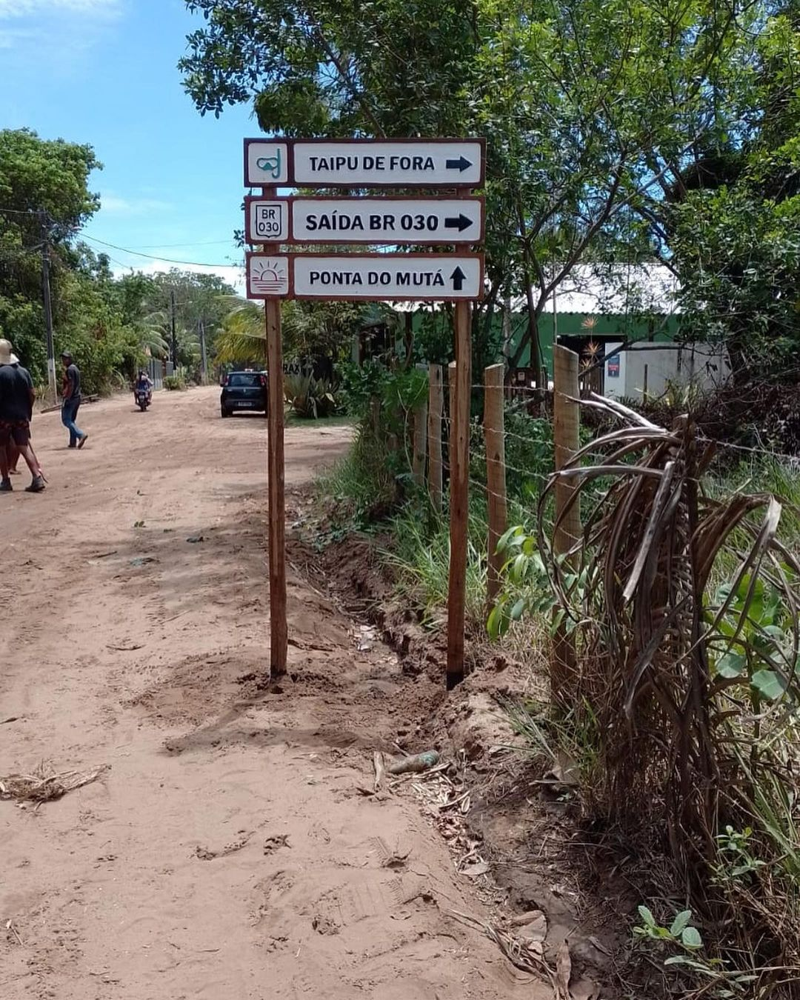 TAIPU DE FORA
BR
030
SAÍDA BR 030
PONTA DO MUTÁ